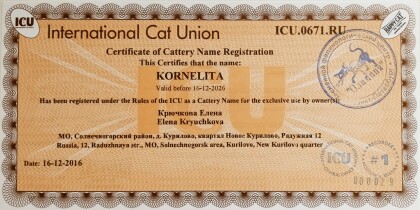 ICU
International Cat Union
ICU.0671.RU
Certificate of Cattery Name Registration
This Certifies that the name:
KORNELITA
Valid before 16-12-2026
Has been registered under the Rules of the ICU as a Cattery Name for the exclusive use by owner(s):
Крючкова Елена
Elena Kryuchkova
МО, Солнечногорский район, д. Курилово, квартал Ново: Курилово, Радужная 12
Russia, 12, Raduzhnaya str., MO, Solnechnogorsk area, Kurilovo, New Kurilovo quarter
Date: 16-12-2016
ICU
#1
ICU